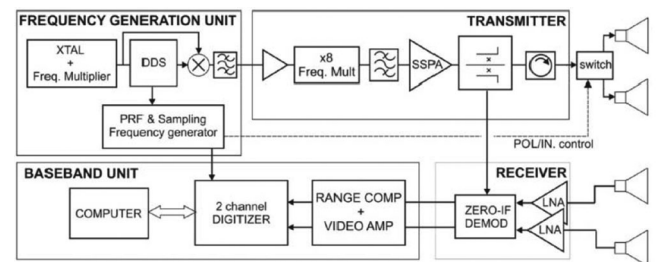 FREQUENCY GENERATION UNIT
XTAL
+
Freq. Multiplier
DDS
PRF & Sampling
Frequency generator
TRANSMITTER
x8
Freq. Mult
SSPA
switch
POL/IN. control
BASEBAND UNIT
COMPUTER
2 channel
DIGITIZER
RANGE COMP
+
VIDEO AMP
RECEIVER
ZERO-IF
DEMOD
LNA
LNA